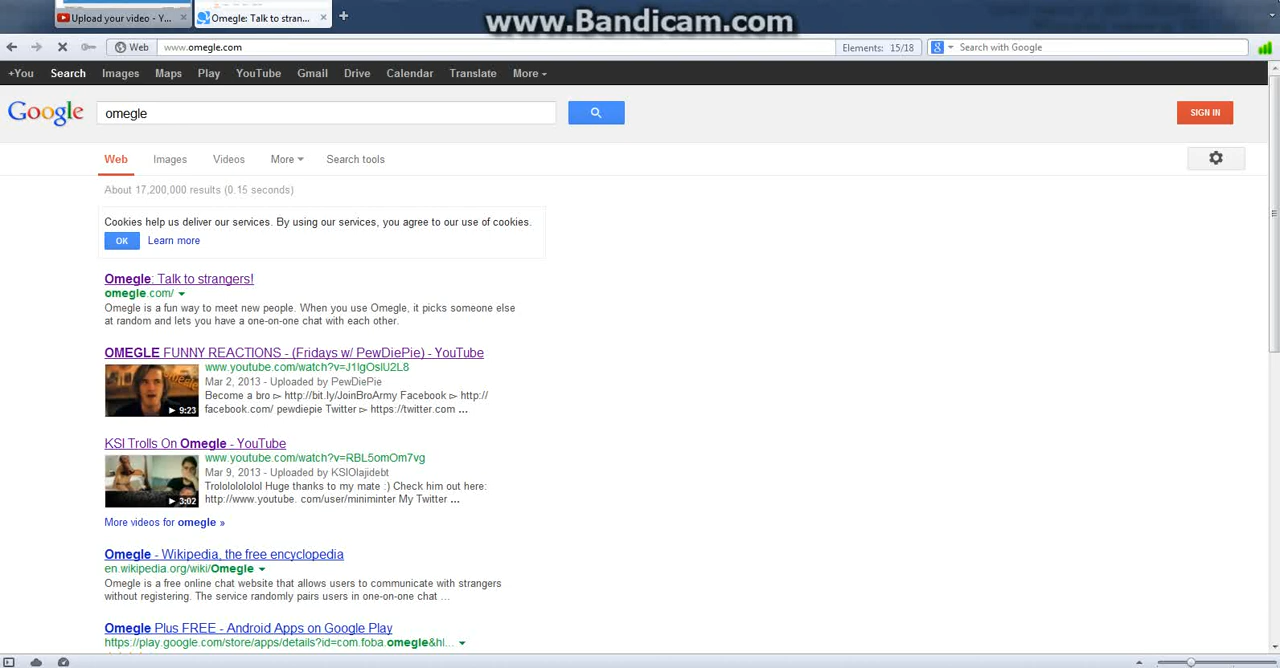 www.Bandicam.com
Upload your video - Y...
Omegle: Talk to stran...
Web
www.omegle.com
Elements: 15/18
Search with Google
+You Search Images Maps Play YouTube Gmail Drive Calendar Translate More
Google
omegle
SIGN IN
Web Images Videos More Search tools
About 17,200,000 results (0.15 seconds)
Cookies help us deliver our services. By using our services, you agree to our use of cookies.
OK Learn more
Omegle: Talk to strangers!
omegle.com/
Omegle is a fun way to meet new people. When you use Omegle, it picks someone else
at random and lets you have a one-on-one chat with each other.
OMEGLE FUNNY REACTIONS - (Fridays w/ PewDiePie) - YouTube
www.youtube.com/watch?v=J1lgOslU2L8
Mar 2, 2013 - Uploaded by PewDiePie
Become a bro ▻ http://bit.ly/JoinBroArmy Facebook ▻ http://
facebook.com/ pewdiepie Twitter ▻ https://twitter.com ...
9:23
KSI Trolls On Omegle - YouTube
www.youtube.com/watch?v=RBL5omOm7vg
Mar 9, 2013 - Uploaded by KSIOlajidebt
Trolololololol Huge thanks to my mate :) Check him out here:
http://www.youtube. com/user/miniminter My Twitter ...
3:02
More videos for omegle »
Omegle - Wikipedia, the free encyclopedia
en.wikipedia.org/wiki/Omegle
Omegle is a free online chat website that allows users to communicate with strangers
without registering. The service randomly pairs users in one-on-one chat ...
Omegle Plus FREE - Android Apps on Google Play
https://play.google.com/store/apps/details?id=com.foba.omegle&hl...